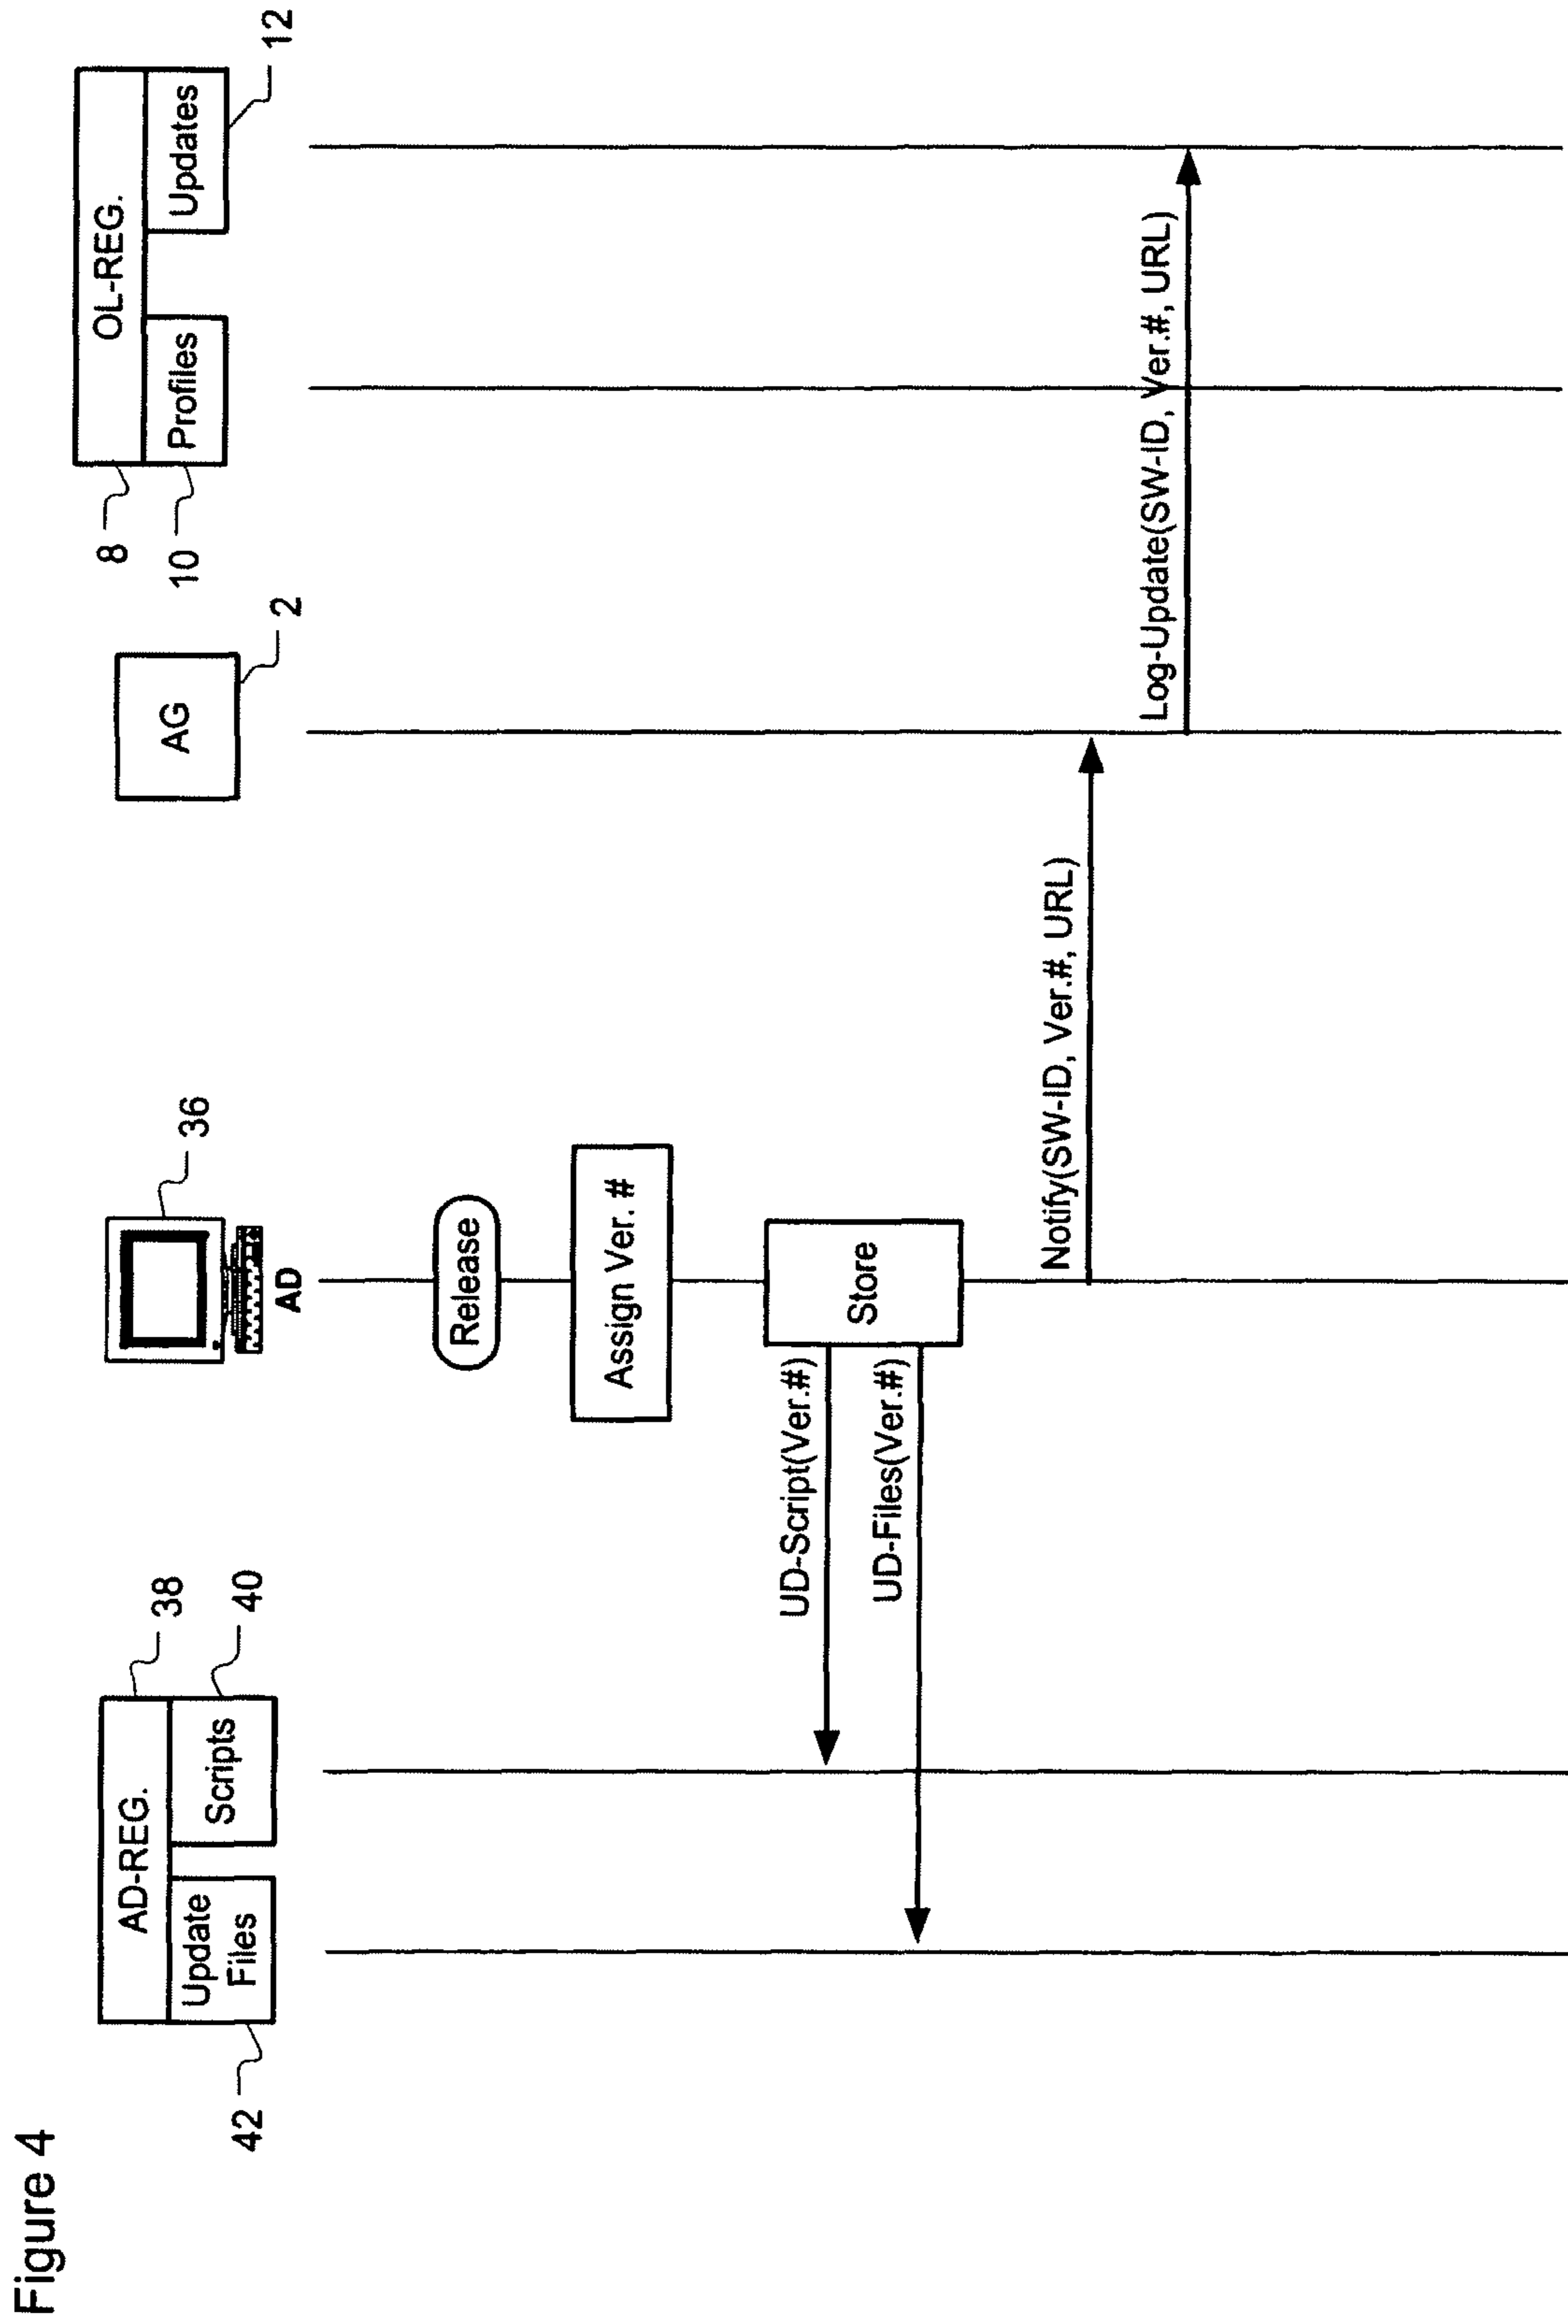 Figure 4
AD-REG.
38
Update
Files
Scripts
40
42
36
AD
AG
2
OL-REG.
8
Profiles
Updates
10
12
Release
Assign Ver. #
Store
UD-Script(Ver.#)
UD-Files(Ver.#)
Notify(SW-ID, Ver.#, URL)
Log-Update(SW-ID, Ver.#, URL)